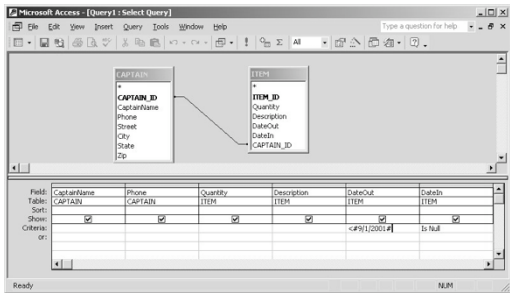 Microsoft Access - [Query1 : Select Query]
File Edit View Insert Query Tools Window Help Type a question for help
Σ All
CAPTAIN
*
CAPTAIN_ID
CaptainName
Phone
Street
City
State
Zip
ITEM
*
ITEM_ID
Quantity
Description
DateOut
DateIn
CAPTAIN_ID
Field: CaptainName Phone Quantity Description DateOut DateIn
Table: CAPTAIN CAPTAIN ITEM ITEM ITEM ITEM
Sort:
Show:
Criteria: <#9/1/2001# Is Null
or:
Ready NUM